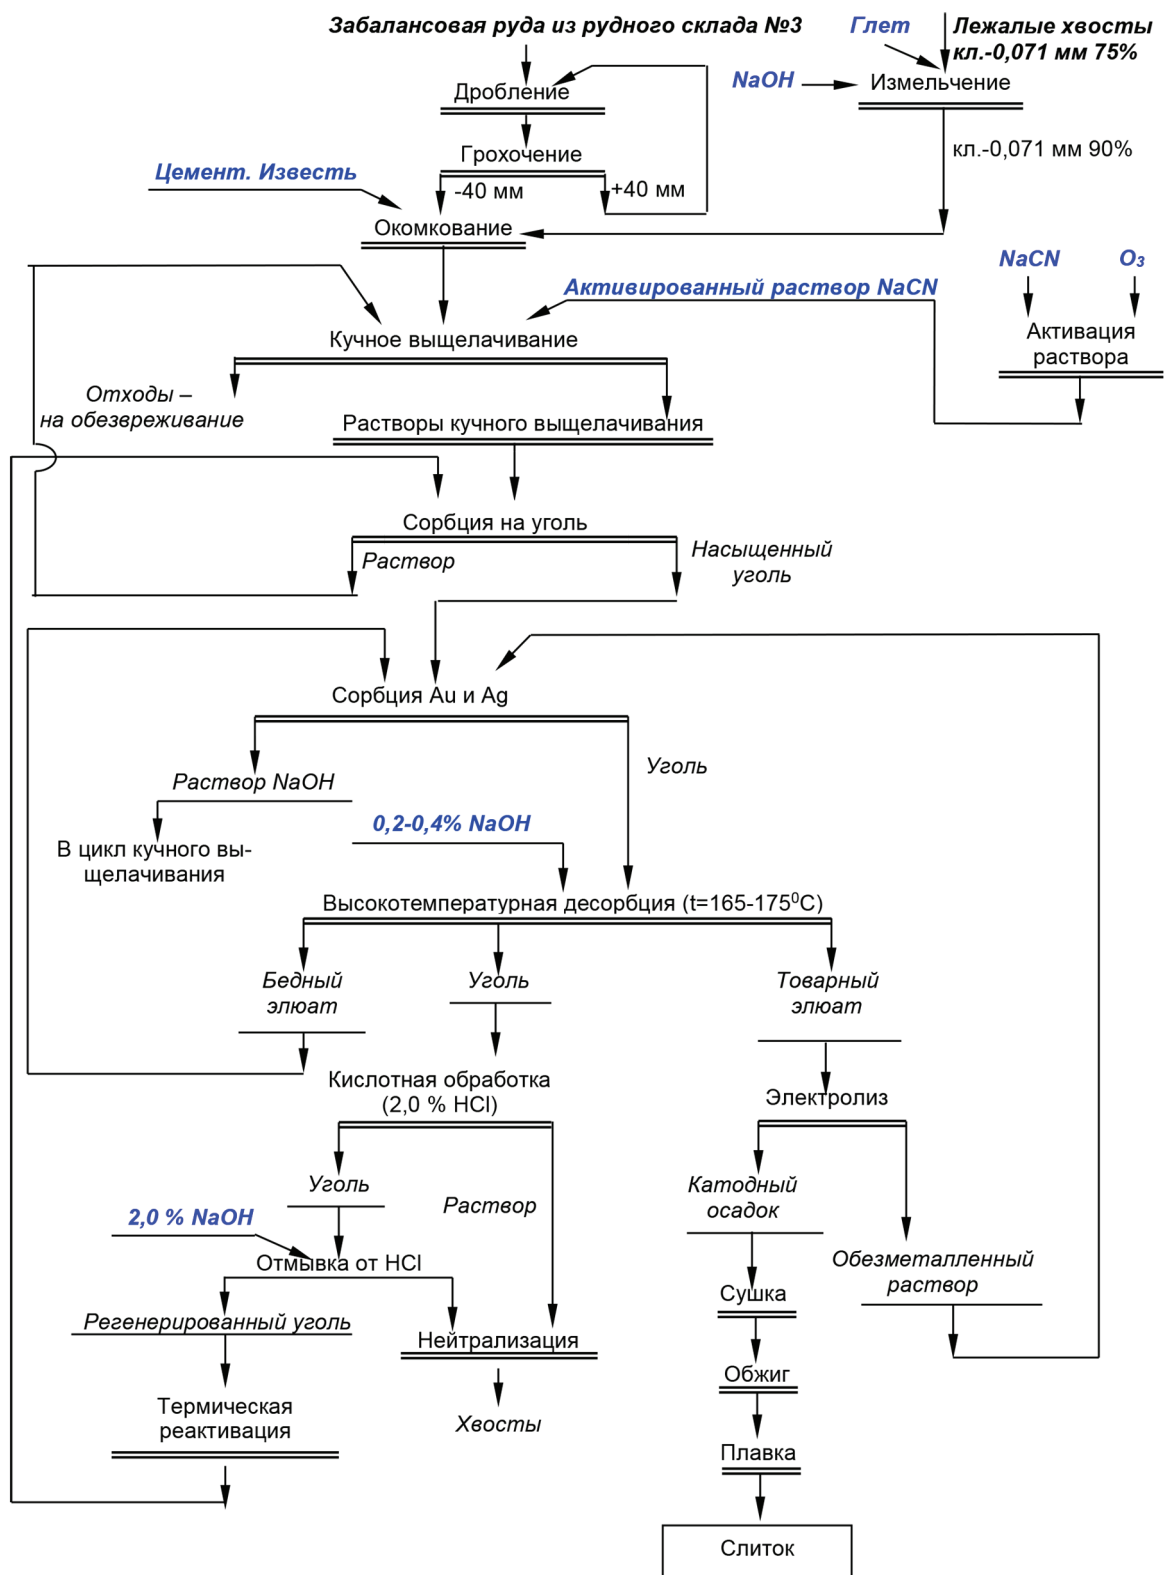 Забалансовая руда из рудного склада №3
Глет
Лежалые хвосты
кл.-0,071 мм 75%
NaOH
Измельчение
Дробление
кл.-0,071 мм 90%
Грохочение
Цемент. Известь
-40 мм
+40 мм
Окомкование
NaCN
O₃
Активированный раствор NaCN
Активация
раствора
Кучное выщелачивание
Отходы –
на обезвреживание
Растворы кучного выщелачивания
Сорбция на уголь
Раствор
Насыщенный
уголь
Сорбция Au и Ag
Раствор NaOH
Уголь
0,2-0,4% NaOH
В цикл кучного вы-
щелачивания
Высокотемпературная десорбция (t=165-175⁰C)
Бедный
элюат
Уголь
Товарный
элюат
Кислотная обработка
(2,0 % HCl)
Электролиз
Уголь
Раствор
Катодный
осадок
2,0 % NaOH
Отмывка от HCl
Обезметалленный
раствор
Сушка
Регенерированный уголь
Нейтрализация
Обжиг
Термическая
реактивация
Хвосты
Плавка
Слиток